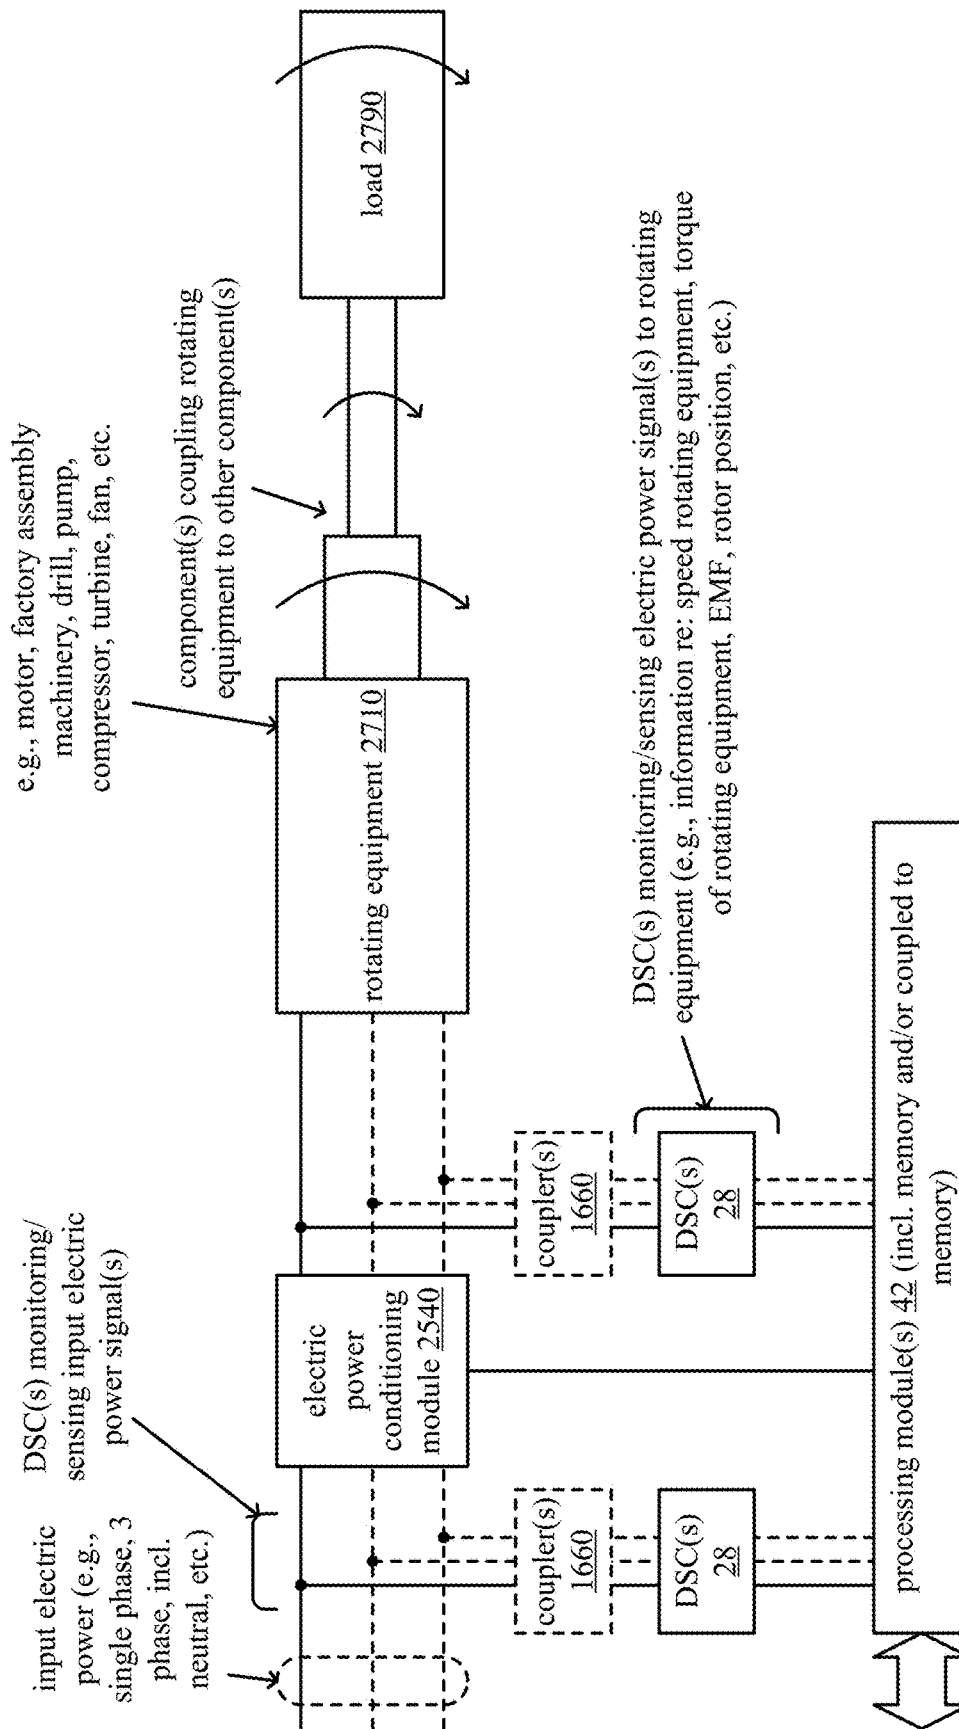 input electric
power (e.g.,
single phase, 3
phase, incl.
neutral, etc.)
DSC(s) monitoring/
sensing input electric
power signal(s)
e.g., motor, factory assembly
machinery, drill, pump,
compressor, turbine, fan, etc.
component(s) coupling rotating
equipment to other component(s)
electric
power
conditioning
module 2540
rotating equipment 2710
load 2790
coupler(s)
1660
coupler(s)
1660
DSC(s)
28
DSC(s)
28
DSC(s) monitoring/sensing electric power signal(s) to rotating
equipment (e.g., information re: speed rotating equipment, torque
of rotating equipment, EMF, rotor position, etc.)
processing module(s) 42 (incl. memory and/or coupled to
memory)